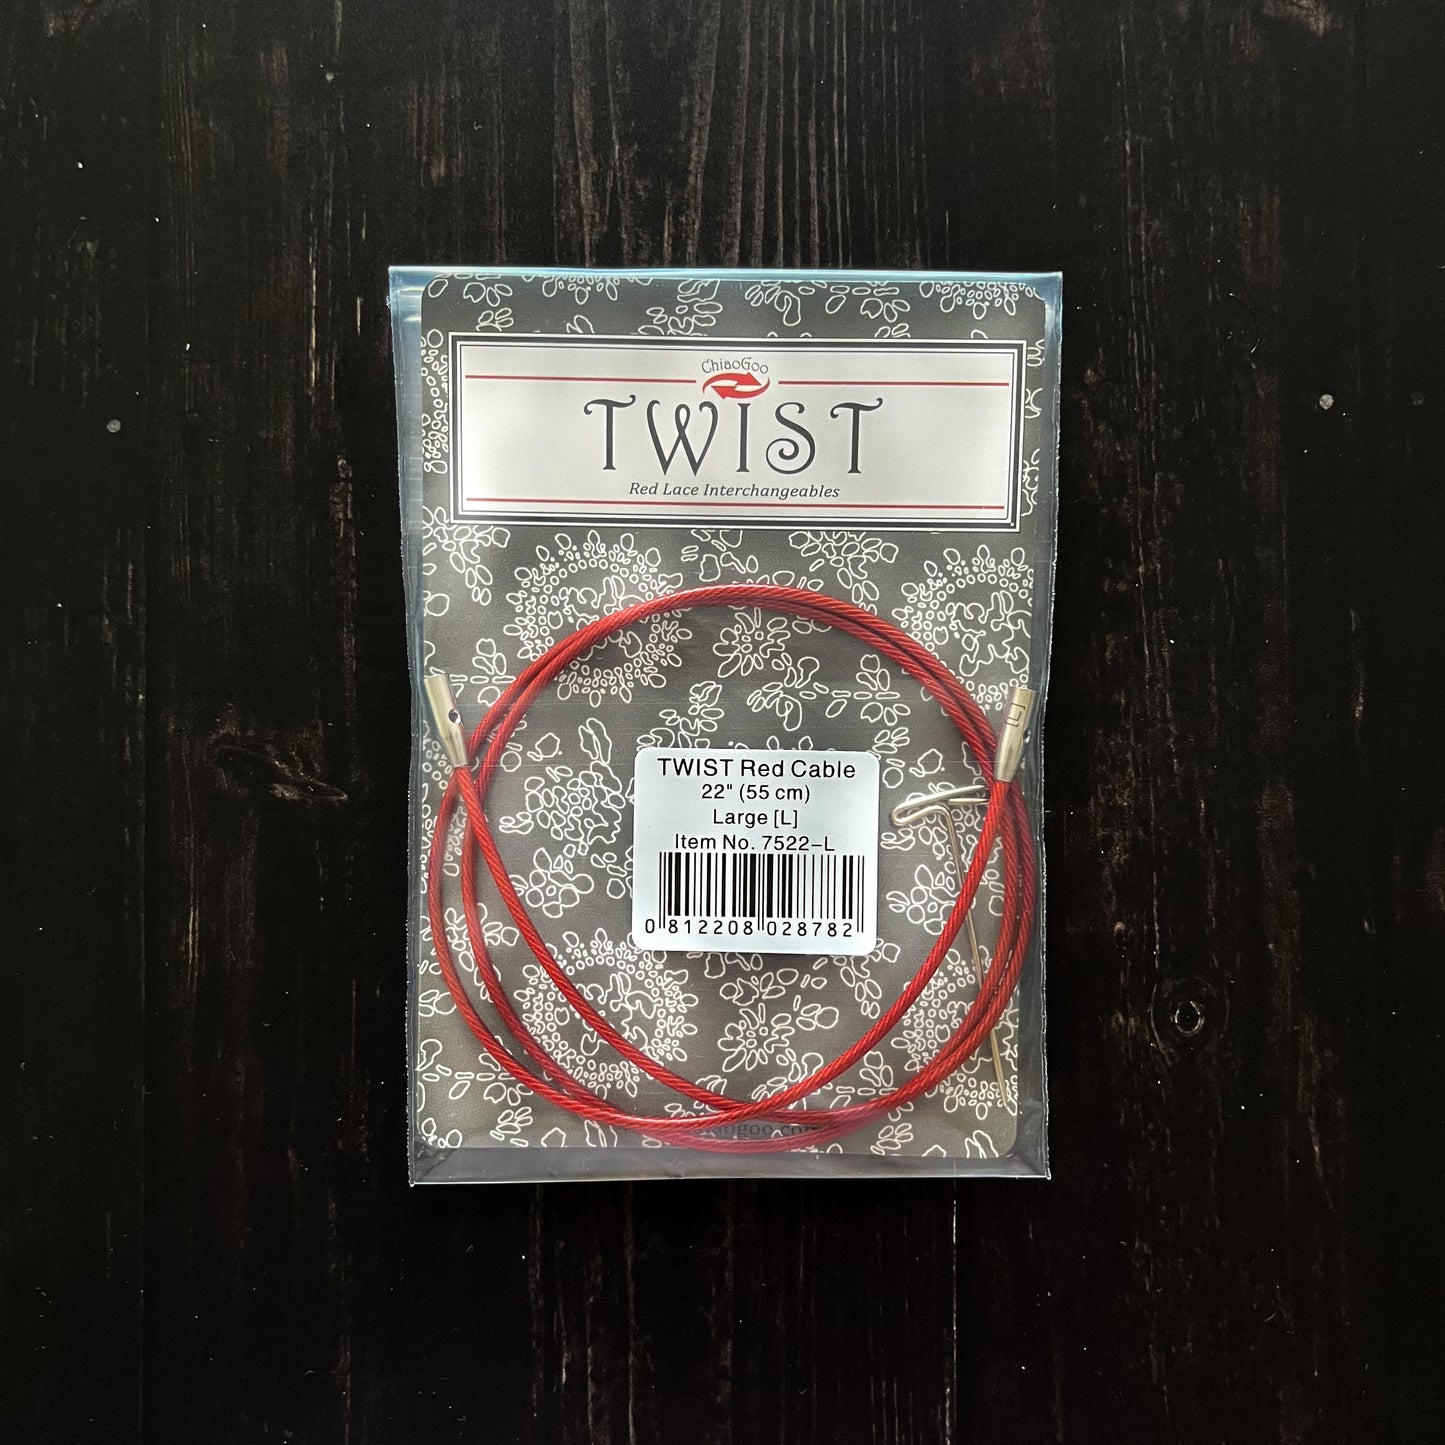 ChiaoGoo
TWIST
Red Lace Interchangeables
[L]
TWIST Red Cable
22" (55 cm)
Large [L]
Item No. 7522-L
0 812208 028782